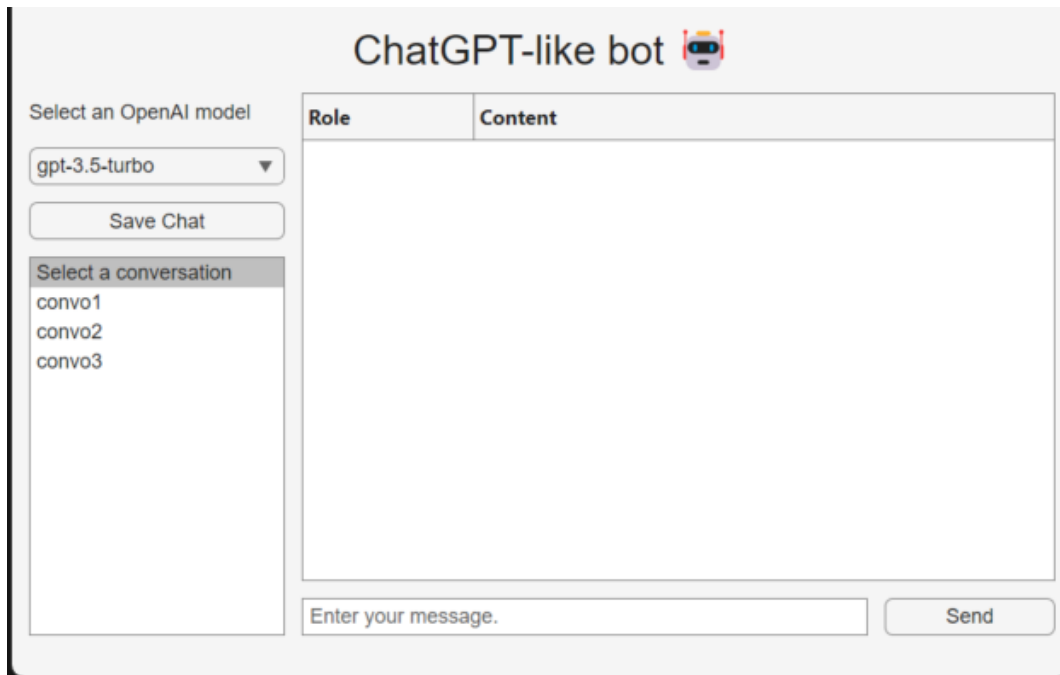 ChatGPT-like bot
Select an OpenAI model
gpt-3.5-turbo
Save Chat
Select a conversation
convo1
convo2
convo3
Role Content
Enter your message.
Send